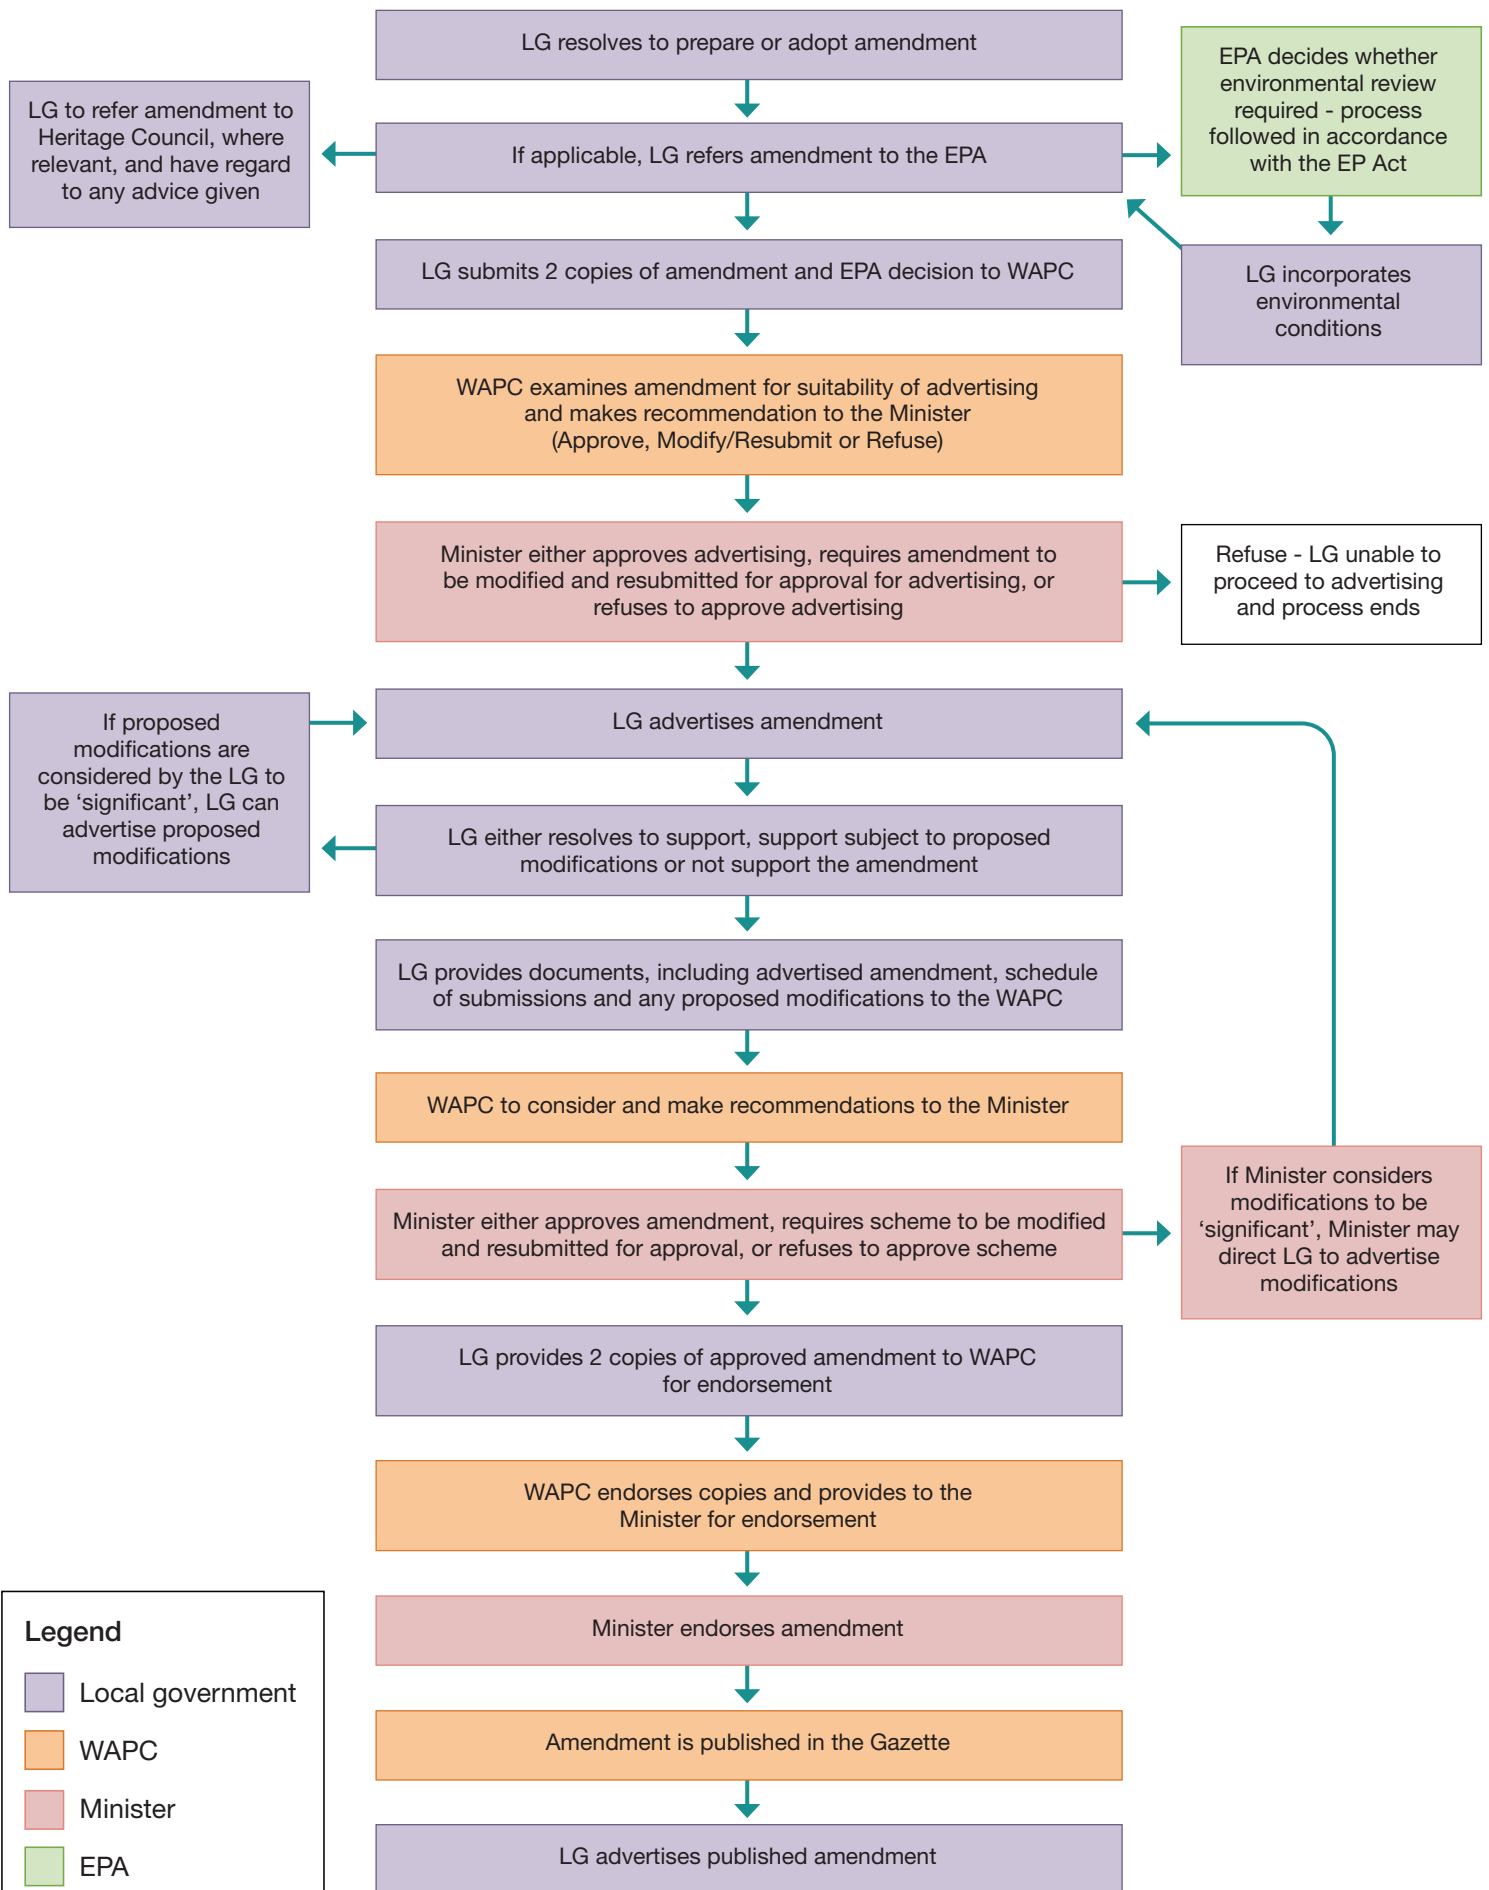 LG resolves to prepare or adopt amendment
EPA decides whether
environmental review
required - process
followed in accordance
with the EP Act
LG to refer amendment to
Heritage Council, where
relevant, and have regard
to any advice given
If applicable, LG refers amendment to the EPA
LG submits 2 copies of amendment and EPA decision to WAPC
LG incorporates
environmental
conditions
WAPC examines amendment for suitability of advertising
and makes recommendation to the Minister
(Approve, Modify/Resubmit or Refuse)
Minister either approves advertising, requires amendment to
be modified and resubmitted for approval for advertising, or
refuses to approve advertising
Refuse - LG unable to
proceed to advertising
and process ends
If proposed
modifications are
considered by the LG to
be ‘significant’, LG can
advertise proposed
modifications
LG advertises amendment
LG either resolves to support, support subject to proposed
modifications or not support the amendment
LG provides documents, including advertised amendment, schedule
of submissions and any proposed modifications to the WAPC
WAPC to consider and make recommendations to the Minister
Minister either approves amendment, requires scheme to be modified
and resubmitted for approval, or refuses to approve scheme
If Minister considers
modifications to be
‘significant’, Minister may
direct LG to advertise
modifications
LG provides 2 copies of approved amendment to WAPC
for endorsement
WAPC endorses copies and provides to the
Minister for endorsement
Minister endorses amendment
Amendment is published in the Gazette
LG advertises published amendment
Legend
Local government
WAPC
Minister
EPA